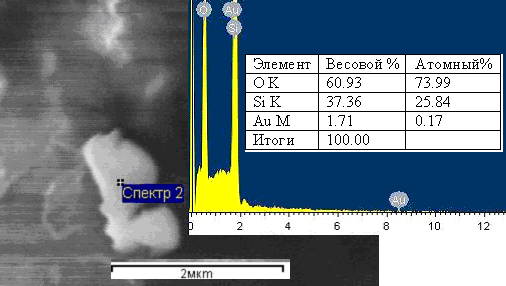 O Au
Si
Элемент Весовой % Атомный%
O K 60.93 73.99
Si K 37.36 25.84
Au M 1.71 0.17
Итоги 100.00
Спектр 2
Au
0 2 4 6 8 10 12
2мкm